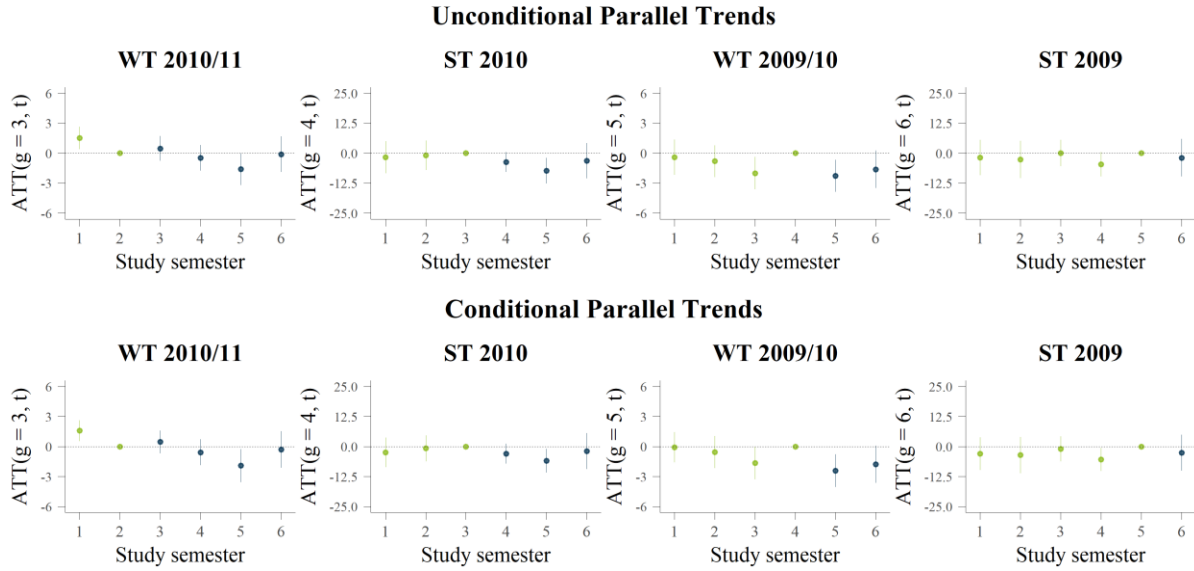 Unconditional Parallel Trends
WT 2010/11
ST 2010
WT 2009/10
ST 2009
ATT(g = 3, t)
6
3
0
-3
-6
1 2 3 4 5 6
Study semester
ATT(g = 4, t)
25.0
12.5
0.0
-12.5
-25.0
1 2 3 4 5 6
Study semester
ATT(g = 5, t)
6
3
0
-3
-6
1 2 3 4 5 6
Study semester
ATT(g = 6, t)
25.0
12.5
0.0
-12.5
-25.0
1 2 3 4 5 6
Study semester
Conditional Parallel Trends
WT 2010/11
ST 2010
WT 2009/10
ST 2009
ATT(g = 3, t)
6
3
0
-3
-6
1 2 3 4 5 6
Study semester
ATT(g = 4, t)
25.0
12.5
0.0
-12.5
-25.0
1 2 3 4 5 6
Study semester
ATT(g = 5, t)
6
3
0
-3
-6
1 2 3 4 5 6
Study semester
ATT(g = 6, t)
25.0
12.5
0.0
-12.5
-25.0
1 2 3 4 5 6
Study semester